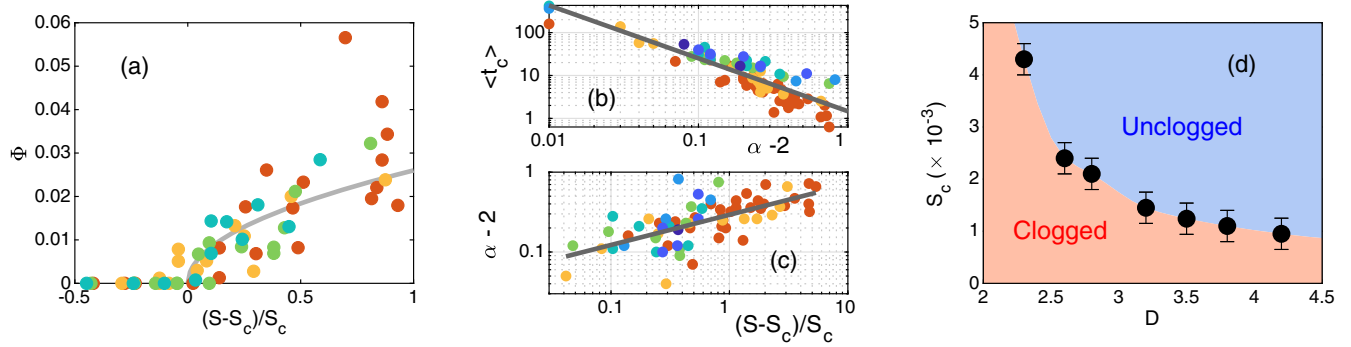 (a)
Φ
0.06
0.05
0.04
0.03
0.02
0.01
0
-0.5
0
0.5
1
(S-S_c)/S_c
(b)
<t_c>
100
10
1
0.01
0.1
1
α -2
(c)
α - 2
1
0.1
0.1
1
10
(S-S_c)/S_c
(d)
S_c ( × 10^-3)
5
4
3
2
1
0
Unclogged
Clogged
2
2.5
3
3.5
4
4.5
D